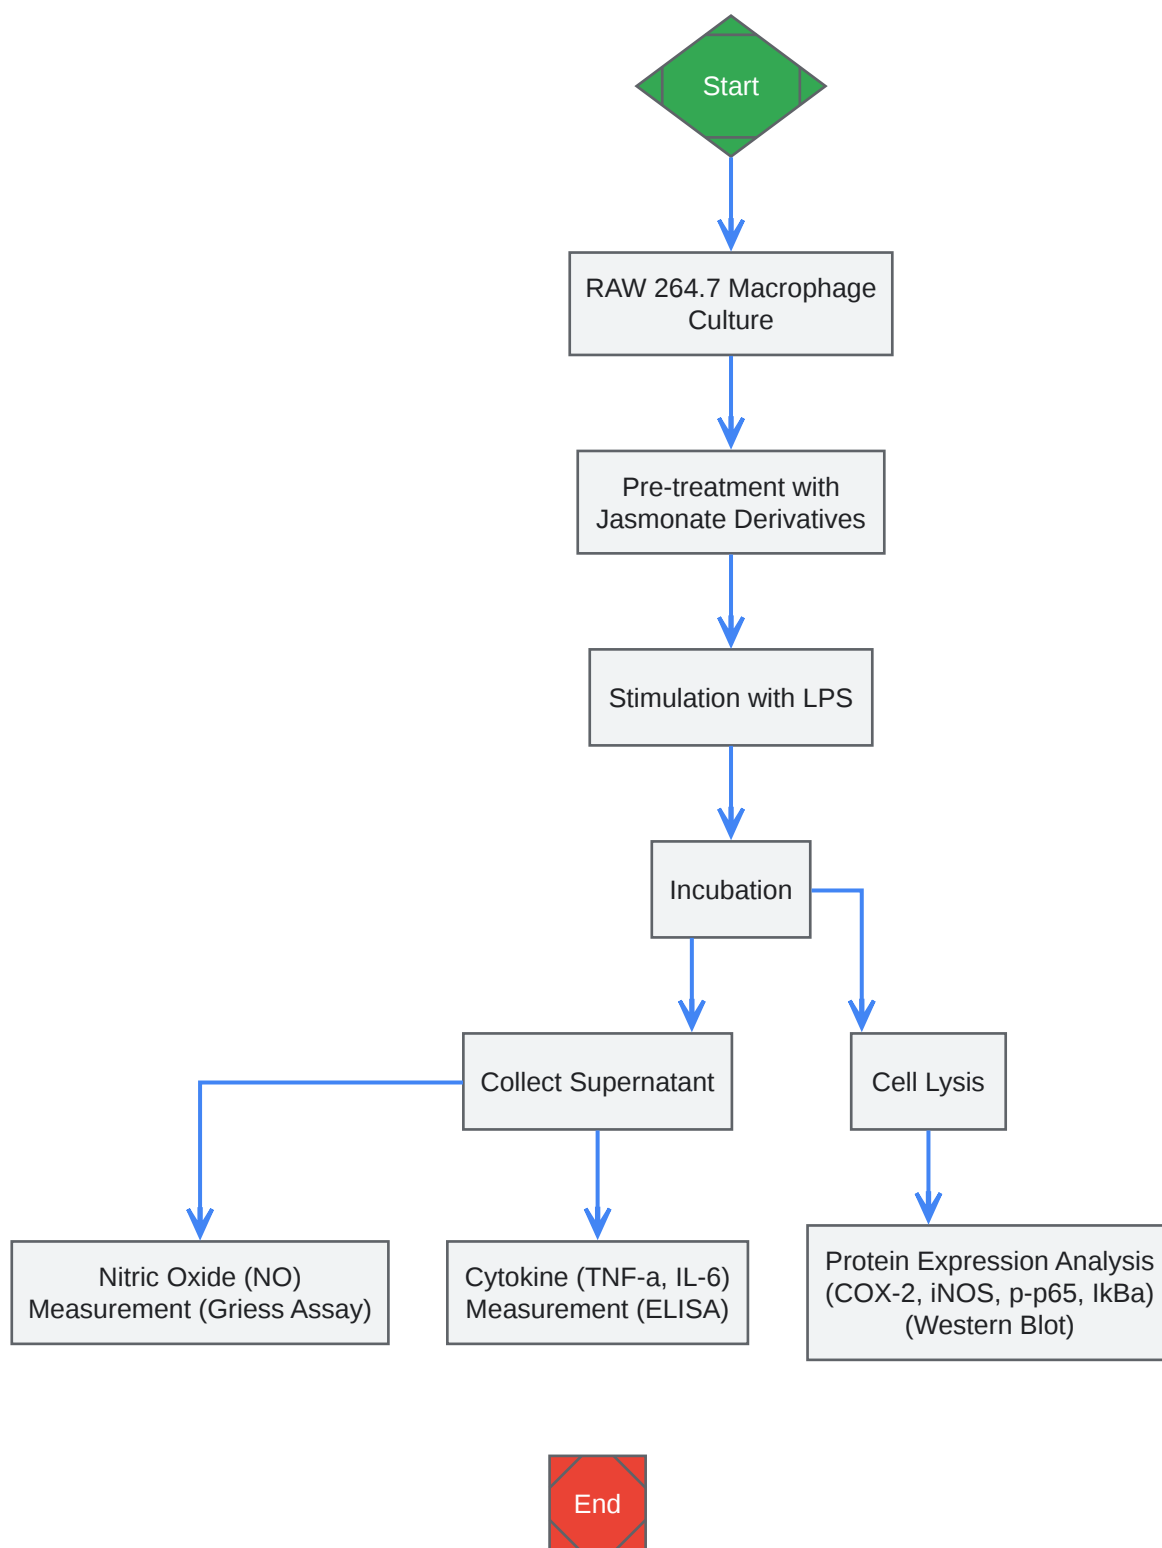 Start
RAW 264.7 Macrophage
Culture
Pre-treatment with
Jasmonate Derivatives
Stimulation with LPS
Incubation
Collect Supernatant
Cell Lysis
Nitric Oxide (NO)
Measurement (Griess Assay)
Cytokine (TNF-a, IL-6)
Measurement (ELISA)
Protein Expression Analysis
(COX-2, iNOS, p-p65, IkBa)
(Western Blot)
End